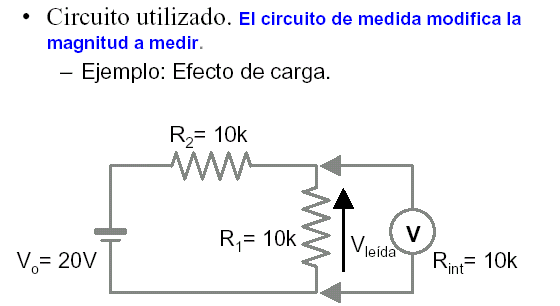 • Circuito utilizado. El circuito de medida modifica la
magnitud a medir.
– Ejemplo: Efecto de carga.
R2= 10k
R1= 10k
Vleída
V
Vo= 20V
Rint= 10k